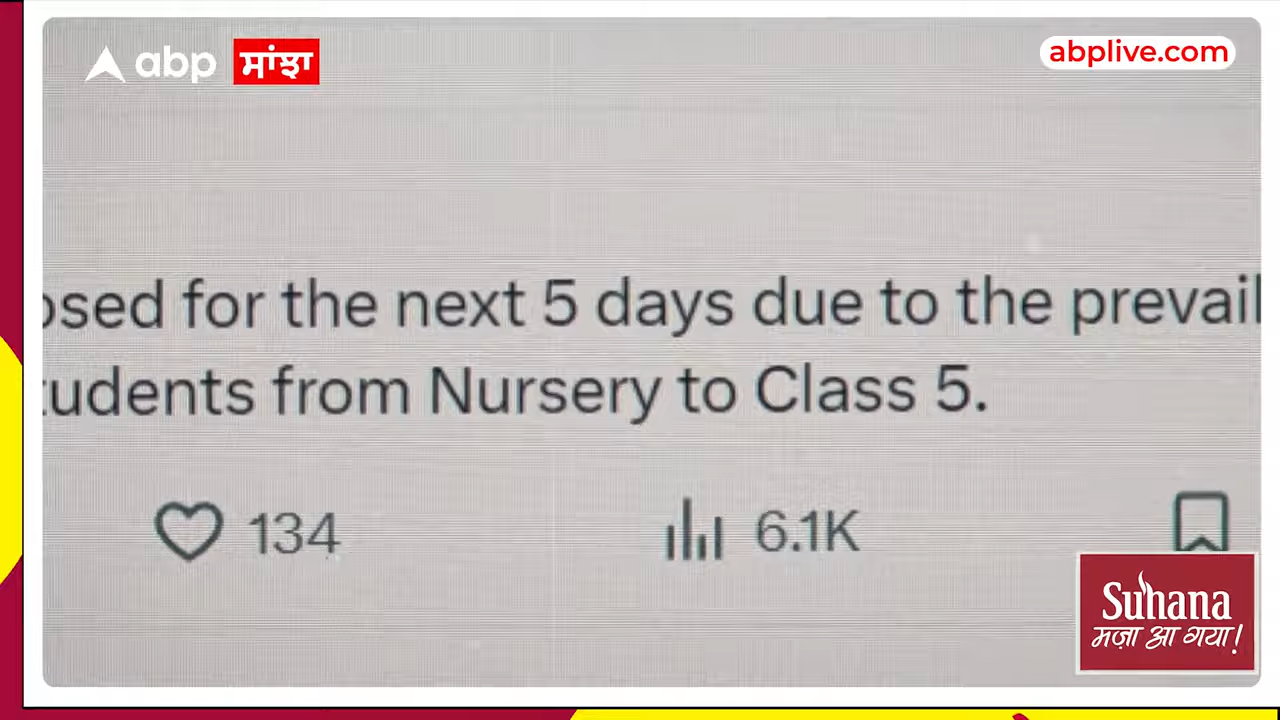 abp ਸਾਂਝਾ
abplive.com
osed for the next 5 days due to the prevail
tudents from Nursery to Class 5.
134
6.1K
Suhana
मज़ा आ गया!